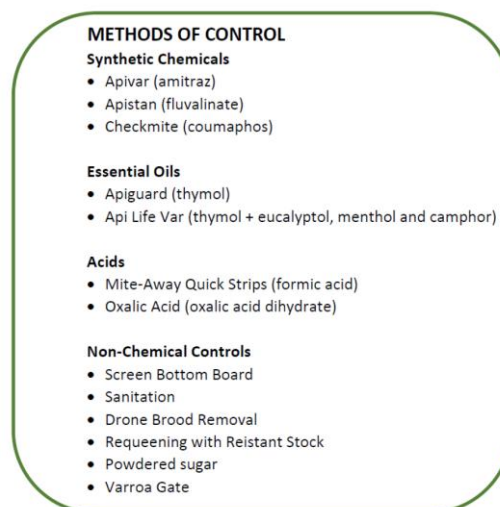 METHODS OF CONTROL
Synthetic Chemicals
• Apivar (amitraz)
• Apistan (fluvalinate)
• Checkmite (coumaphos)
Essential Oils
• Apiguard (thymol)
• Api Life Var (thymol + eucalyptol, menthol and camphor)
Acids
• Mite-Away Quick Strips (formic acid)
• Oxalic Acid (oxalic acid dihydrate)
Non-Chemical Controls
• Screen Bottom Board
• Sanitation
• Drone Brood Removal
• Requeening with Reistant Stock
• Powdered sugar
• Varroa Gate